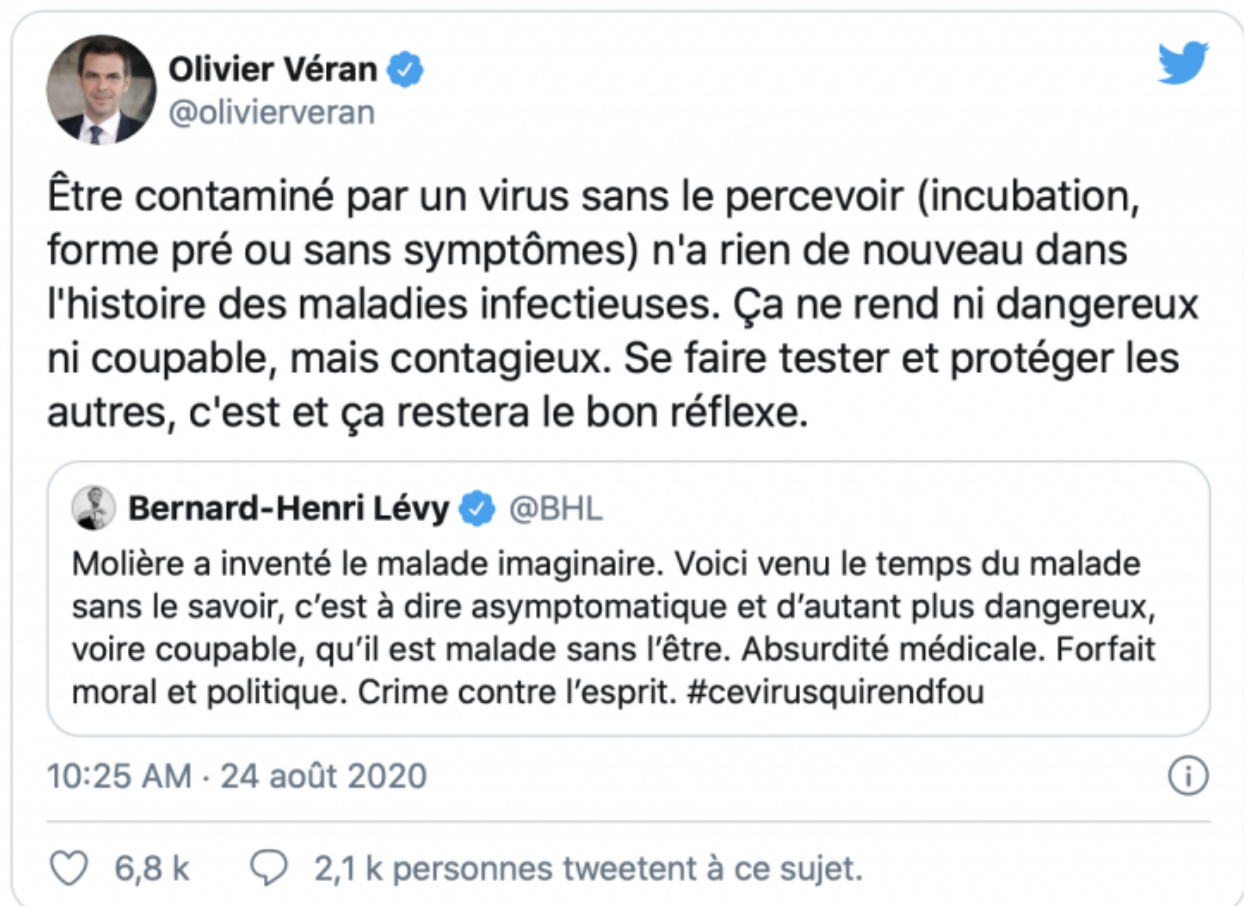 Olivier Véran
@olivierveran
Être contaminé par un virus sans le percevoir (incubation,
forme pré ou sans symptômes) n'a rien de nouveau dans
l'histoire des maladies infectieuses. Ça ne rend ni dangereux
ni coupable, mais contagieux. Se faire tester et protéger les
autres, c'est et ça restera le bon réflexe.
Bernard-Henri Lévy @BHL
Molière a inventé le malade imaginaire. Voici venu le temps du malade
sans le savoir, c’est à dire asymptomatique et d’autant plus dangereux,
voire coupable, qu’il est malade sans l’être. Absurdité médicale. Forfait
moral et politique. Crime contre l’esprit. #cevirusquirendfou
10:25 AM · 24 août 2020
6,8 k 2,1 k personnes tweetent à ce sujet.